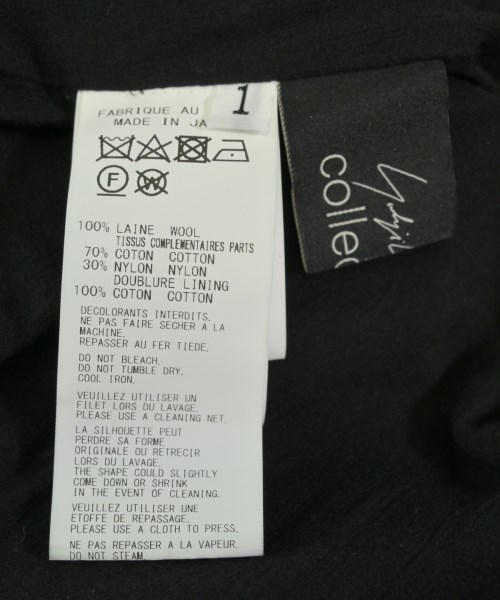 1
FABRIQUE AU
MADE IN JA
F
W
100% LAINE WOOL
TISSUS COMPLEMENTAIRES PARTS
70% COTON COTTON
30% NYLON NYLON
DOUBLURE LINING
100% COTON COTTON
DECOLORANTS INTERDITS.
NE PAS FAIRE SECHER A LA
MACHINE.
REPASSER AU FER TIEDE.
DO NOT BLEACH.
DO NOT TUMBLE DRY.
COOL IRON.
VEUILLEZ UTILISER UN
FILET LORS DU LAVAGE.
PLEASE USE A CLEANING NET.
LA SILHOUETTE PEUT
PERDRE SA FORME
ORIGINALE OU RETRECIR
LORS DU LAVAGE.
THE SHAPE COULD SLIGHTLY
COME DOWN OR SHRINK
IN THE EVENT OF CLEANING.
VEUILLEZ UTILISER UNE
ETOFFE DE REPASSAGE.
PLEASE USE A CLOTH TO PRESS.
NE PAS REPASSER A LA VAPEUR.
DO NOT STEAM.
collec